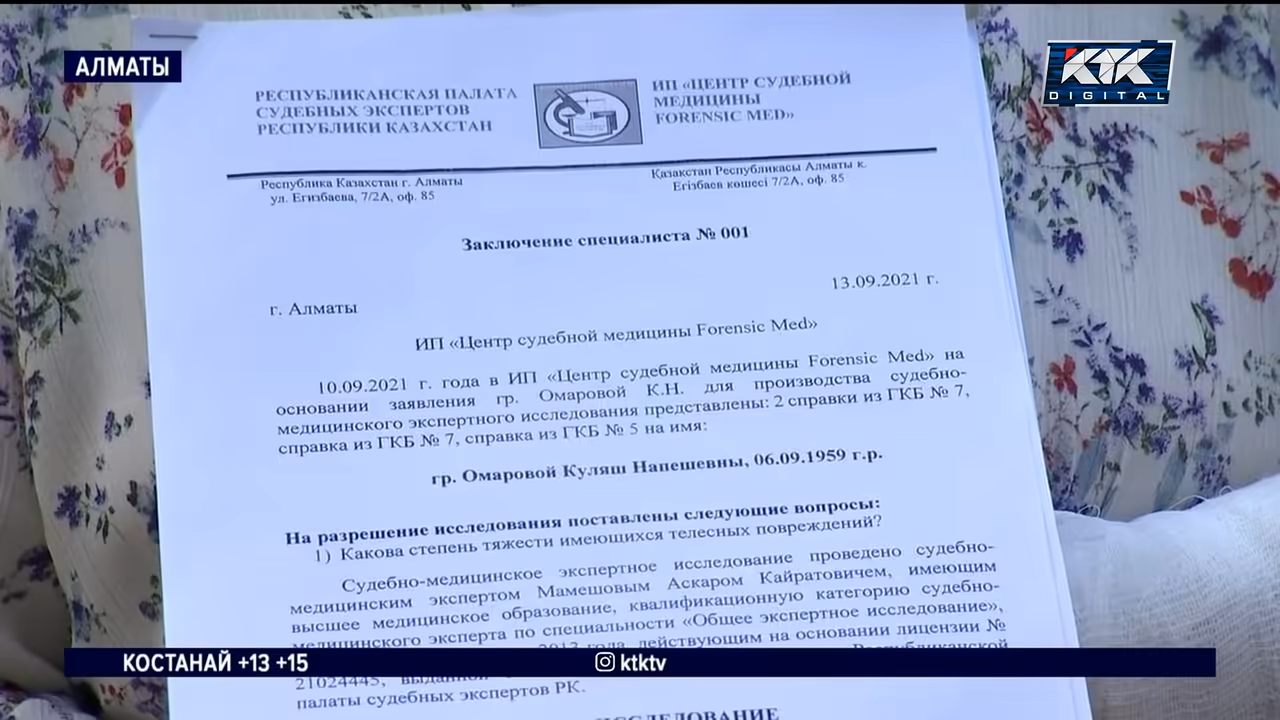 АЛМАТЫ
КТК
DIGITAL
РЕСПУБЛИКАНСКАЯ ПАЛАТА
СУДЕБНЫХ ЭКСПЕРТОВ
РЕСПУБЛИКИ КАЗАХСТАН
ИП «ЦЕНТР СУДЕБНОЙ
МЕДИЦИНЫ
FORENSIC MED»
Республика Казахстан г. Алматы
ул. Егизбаева, 7/2А, оф. 85
Қазақстан Республикасы Алматы к.
Егізбаев көшесі 7/2А, оф. 85
Заключение специалиста № 001
г. Алматы
13.09.2021 г.
ИП «Центр судебной медицины Forensic Med»
10.09.2021 г. года в ИП «Центр судебной медицины Forensic Med» на
основании заявления гр. Омаровой К.Н. для производства судебно-
медицинского экспертного исследования представлены: 2 справки из ГКБ № 7,
справка из ГКБ № 7, справка из ГКБ № 5 на имя:
гр. Омаровой Куляш Напешевны, 06.09.1959 г.р.
На разрешение исследования поставлены следующие вопросы:
1) Какова степень тяжести имеющихся телесных повреждений?
Судебно-медицинское экспертное исследование проведено судебно-
медицинским экспертом Мамешовым Аскаром Кайратовичем, имеющим
высшее медицинское образование, квалификационную категорию судебно-
медицинского эксперта по специальности «Общее экспертное исследование»,
2013 года, действующим на основании лицензии №
21024445, Республиканской
палаты судебных экспертов РК.
ИССЛЕДОВАНИЕ
КОСТАНАЙ +13 +15
ktktv